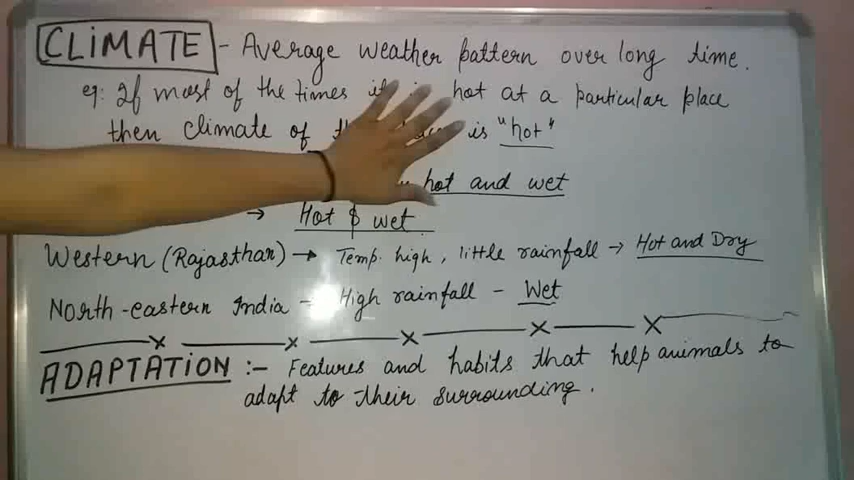 CLIMATE - Average weather pattern over long time.
eg: If most of the times it is hot at a particular place
then climate of is "hot"
hot and wet
→ Hot & wet
Western (Rajasthan) → Temp. high, little rainfall → Hot and Dry
North-eastern India - High rainfall - Wet
ADAPTATION :- Features and habits that help animals to
adapt to their surrounding.